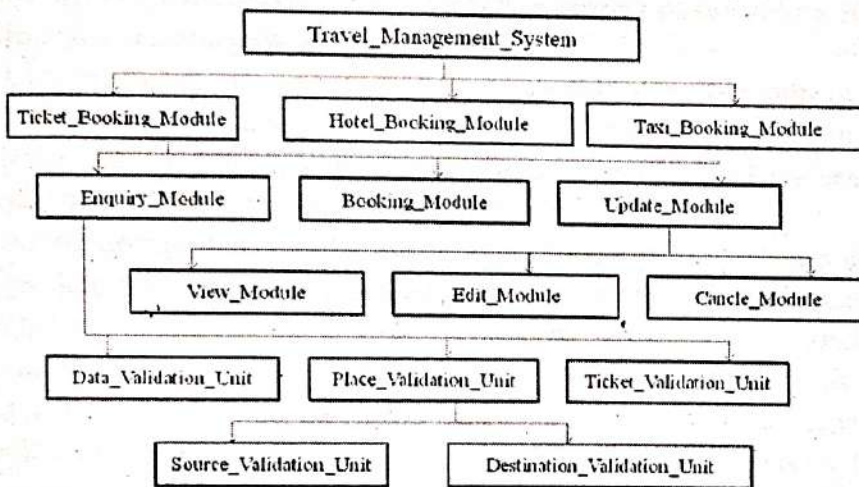 Travel_Management_System
Ticket_Booking_Module
Hotel_Booking_Module
Taxi_Booking_Module
Enquiry_Module
Booking_Module
Update_Module
View_Module
Edit_Module
Cancle_Module
Data_Validation_Unit
Place_Validation_Unit
Ticket_Validation_Unit
Source_Validation_Unit
Destination_Validation_Unit